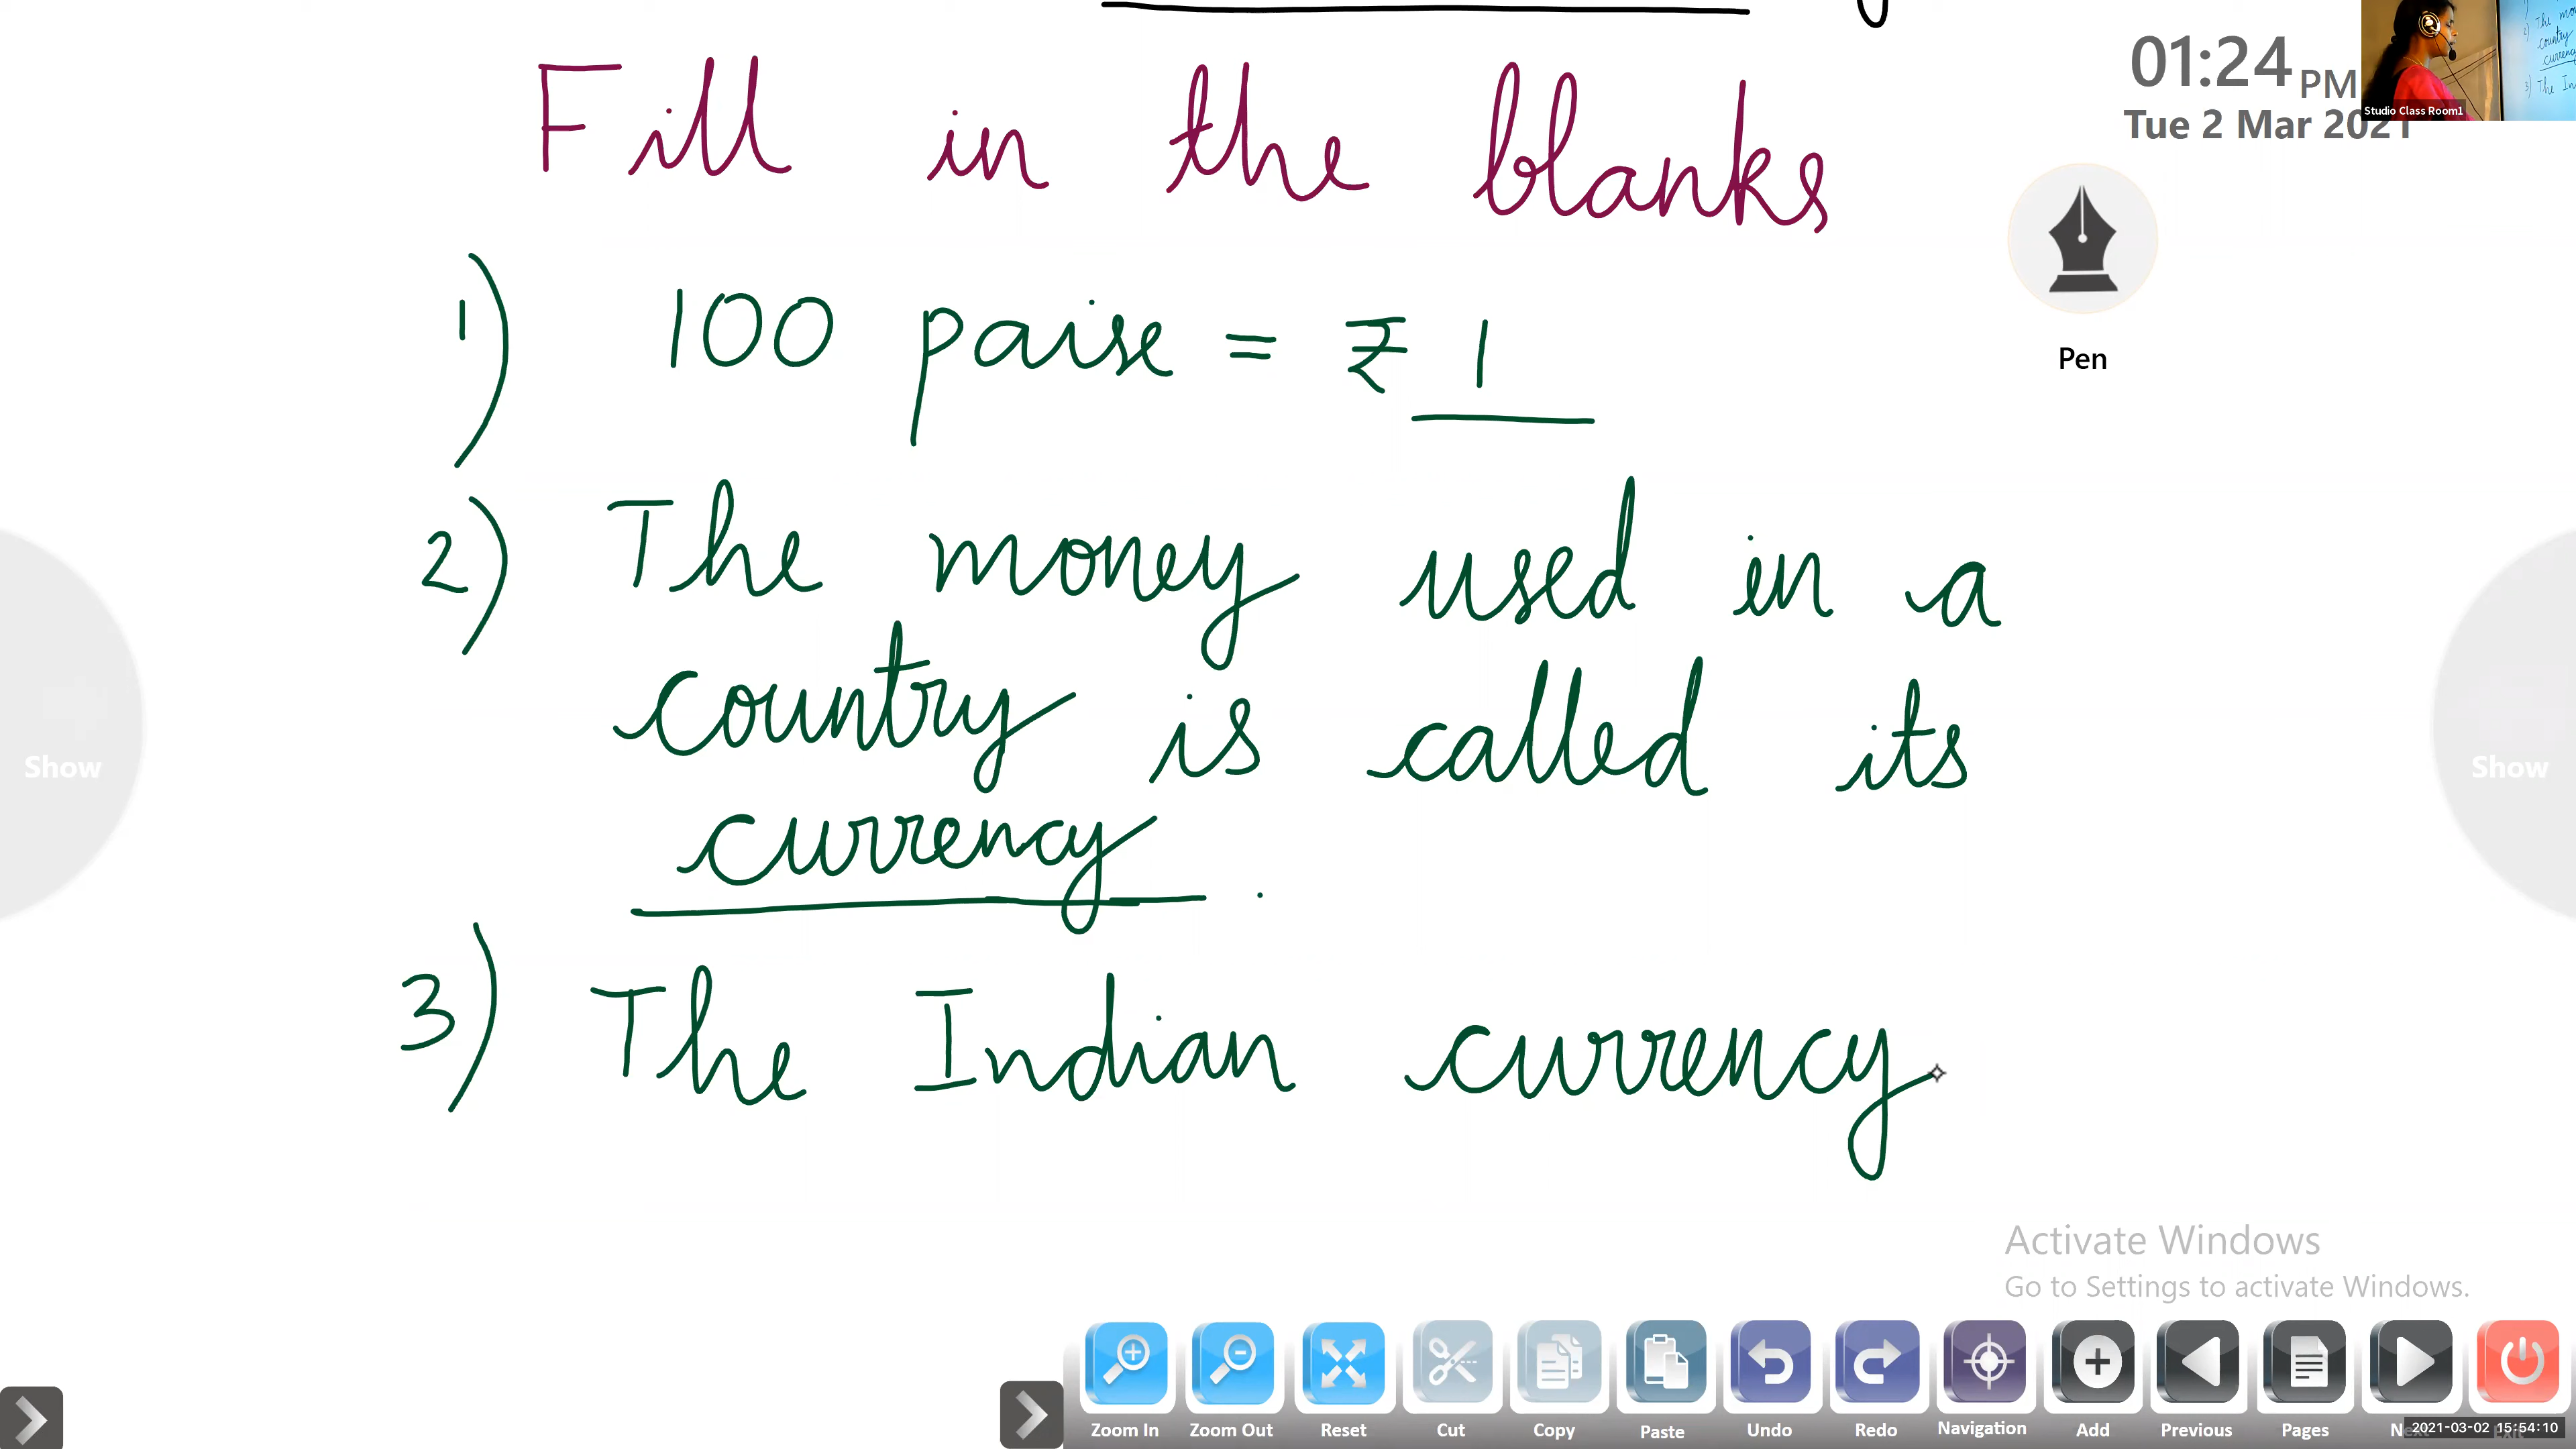 01:24 PM
Tue 2 Mar 2021
Studio Class Room1
Fill in the blanks
Pen
1) 100 paise = ₹ 1
2) The money used in a
country is called its
currency.
3) The Indian currency
Show
Show
Activate Windows
Go to Settings to activate Windows.
Zoom In Zoom Out Reset Cut Copy Paste Undo Redo Navigation Add Previous Pages
2021-03-02 15:54:10